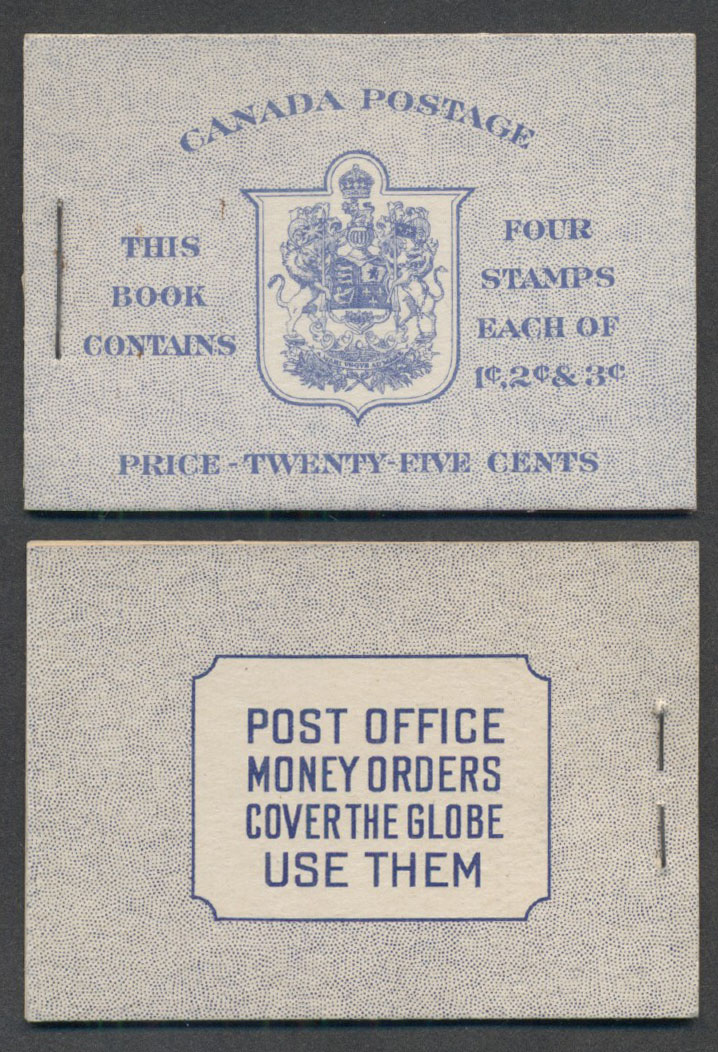 CANADA POSTAGE
THIS
BOOK
CONTAINS
FOUR
STAMPS
EACH OF
1¢, 2¢ & 3¢
PRICE - TWENTY-FIVE CENTS
POST OFFICE
MONEY ORDERS
COVER THE GLOBE
USE THEM